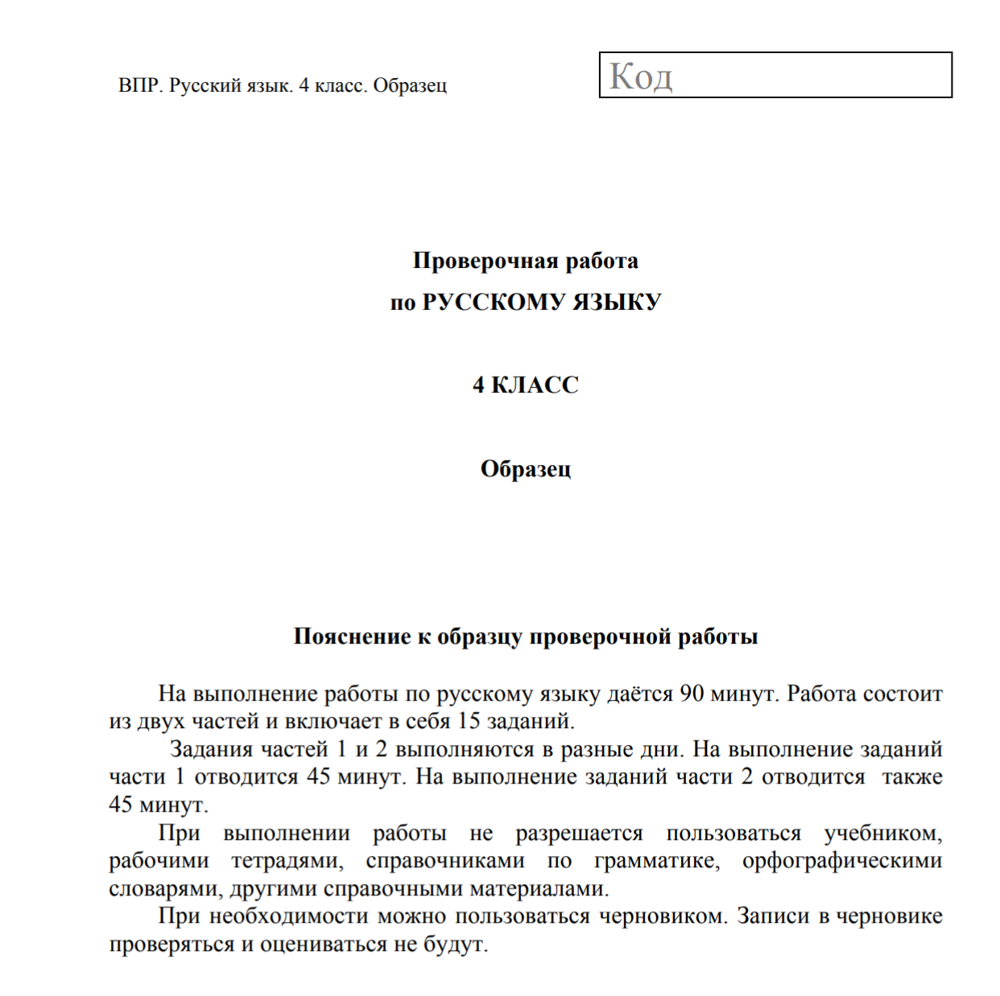 ВПР. Русский язык. 4 класс. Образец
Код
Проверочная работа
по РУССКОМУ ЯЗЫКУ
4 КЛАСС
Образец
Пояснение к образцу проверочной работы
На выполнение работы по русскому языку даётся 90 минут. Работа состоит
из двух частей и включает в себя 15 заданий.
Задания частей 1 и 2 выполняются в разные дни. На выполнение заданий
части 1 отводится 45 минут. На выполнение заданий части 2 отводится также
45 минут.
При выполнении работы не разрешается пользоваться учебником,
рабочими тетрадями, справочниками по грамматике, орфографическими
словарями, другими справочными материалами.
При необходимости можно пользоваться черновиком. Записи в черновике
проверяться и оцениваться не будут.